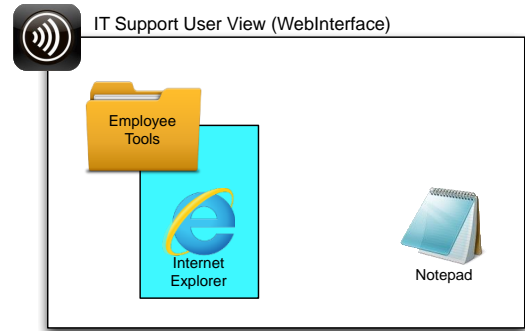 IT Support User View (WebInterface)
Employee
Tools
Internet
Explorer
Notepad